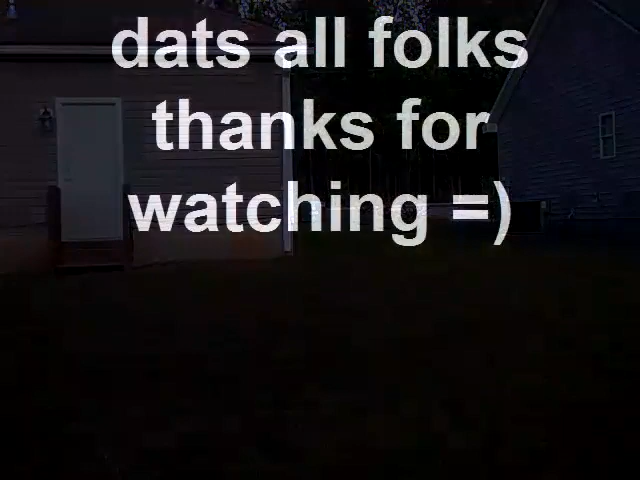 dats all folks
thanks for
watching =)